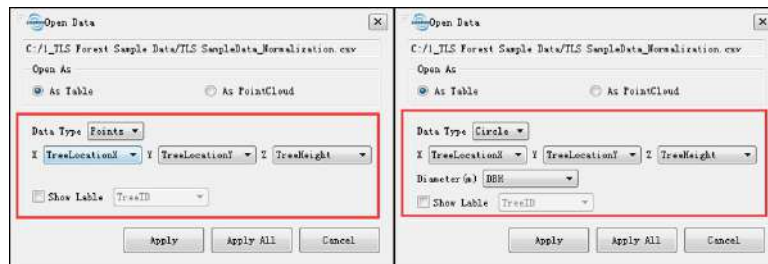 Open Data
C:/1_TLS Forest Sample Data/TLS SampleData_Normalization.csv
Open As
As Table As PointCloud
Data Type Points
X TreeLocationX Y TreeLocationY Z TreeHeight
Show Lable TreeID
Apply Apply All Cancel
Open Data
C:/1_TLS Forest Sample Data/TLS SampleData_Normalization.csv
Open As
As Table As PointCloud
Data Type Circle
X TreeLocationX Y TreeLocationY Z TreeHeight
Diameter(m) DBH
Show Lable TreeID
Apply Apply All Cancel